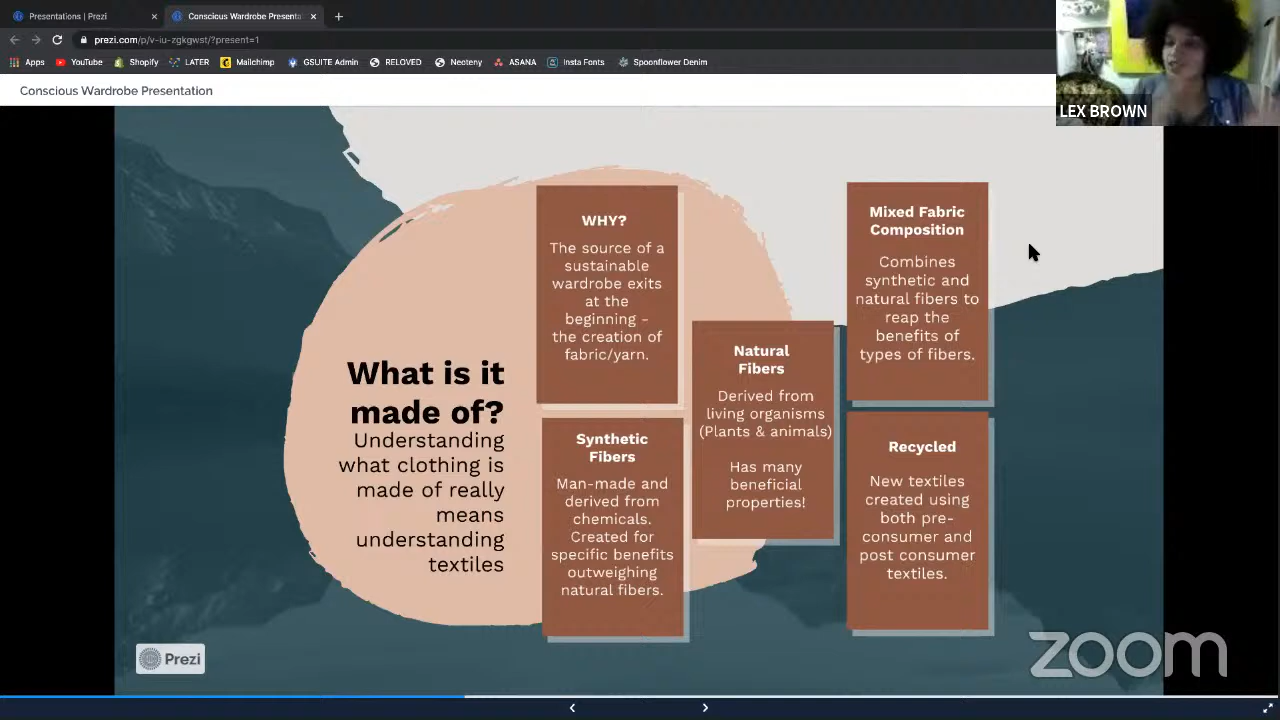 Presentations | Prezi
Conscious Wardrobe Presentat
prezi.com/p/v-iu-zgkgwst/?present=1
Apps YouTube Shopify LATER Mailchimp GSUITE Admin RELOVED Neoteny ASANA Insta Fonts Spoonflower Denim
Conscious Wardrobe Presentation
LEX BROWN
What is it
made of?
Understanding
what clothing is
made of really
means
understanding
textiles
WHY?
The source of a
sustainable
wardrobe exits
at the
beginning -
the creation of
fabric/yarn.
Synthetic
Fibers
Man-made and
derived from
chemicals.
Created for
specific benefits
outweighing
natural fibers.
Natural
Fibers
Derived from
living organisms
(Plants & animals)
Has many
beneficial
properties!
Mixed Fabric
Composition
Combines
synthetic and
natural fibers to
reap the
benefits of
types of fibers.
Recycled
New textiles
created using
both pre-
consumer and
post consumer
textiles.
Prezi
zoom